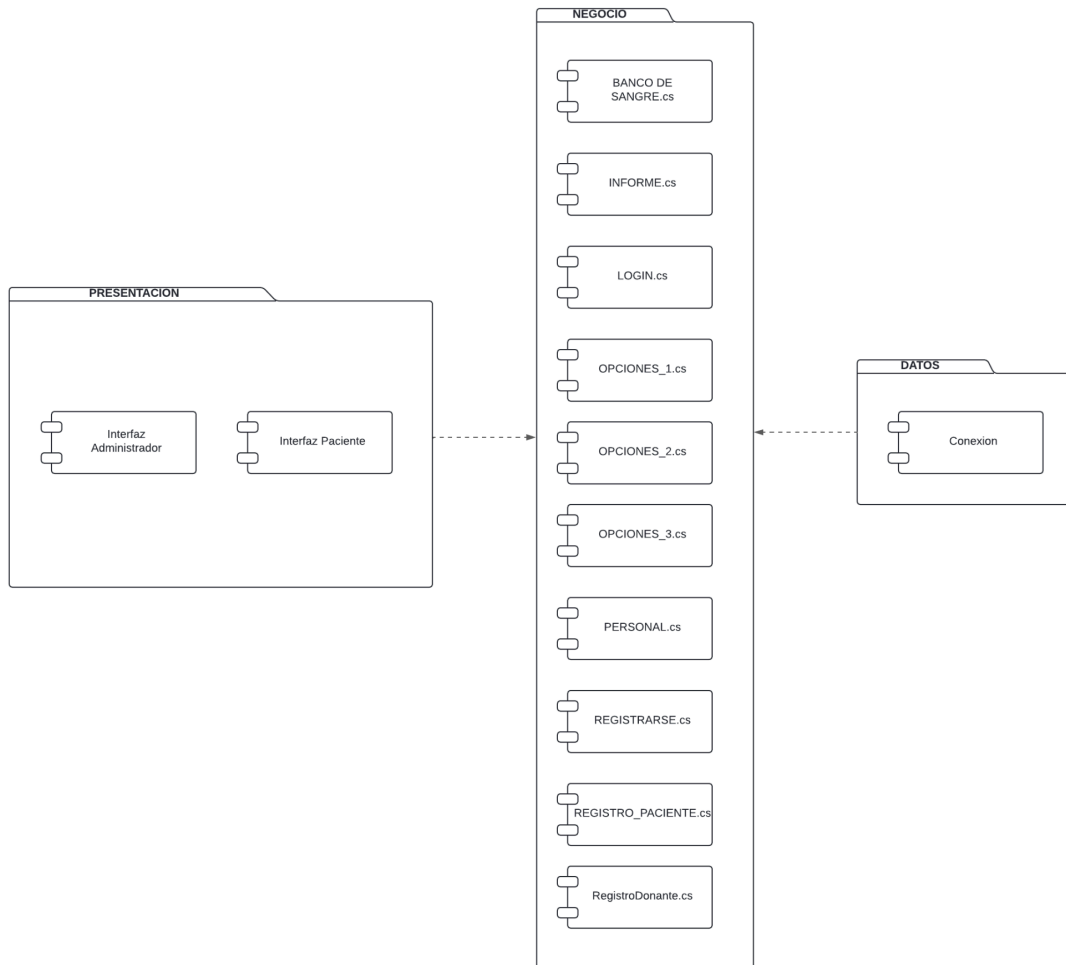 NEGOCIO
BANCO DE
SANGRE.cs
INFORME.cs
LOGIN.cs
PRESENTACION
OPCIONES_1.cs
DATOS
Interfaz
Administrador
Interfaz Paciente
OPCIONES_2.cs
Conexion
OPCIONES_3.cs
PERSONAL.cs
REGISTRARSE.cs
REGISTRO_PACIENTE.cs
RegistroDonante.cs